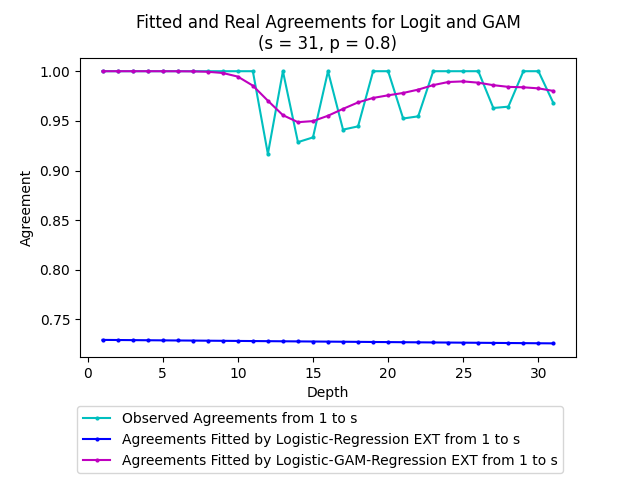 Fitted and Real Agreements for Logit and GAM
(s = 31, p = 0.8)
1.00
0.95
0.90
0.85
0.80
0.75
Agreement
0 5 10 15 20 25 30
Depth
Observed Agreements from 1 to s
Agreements Fitted by Logistic-Regression EXT from 1 to s
Agreements Fitted by Logistic-GAM-Regression EXT from 1 to s